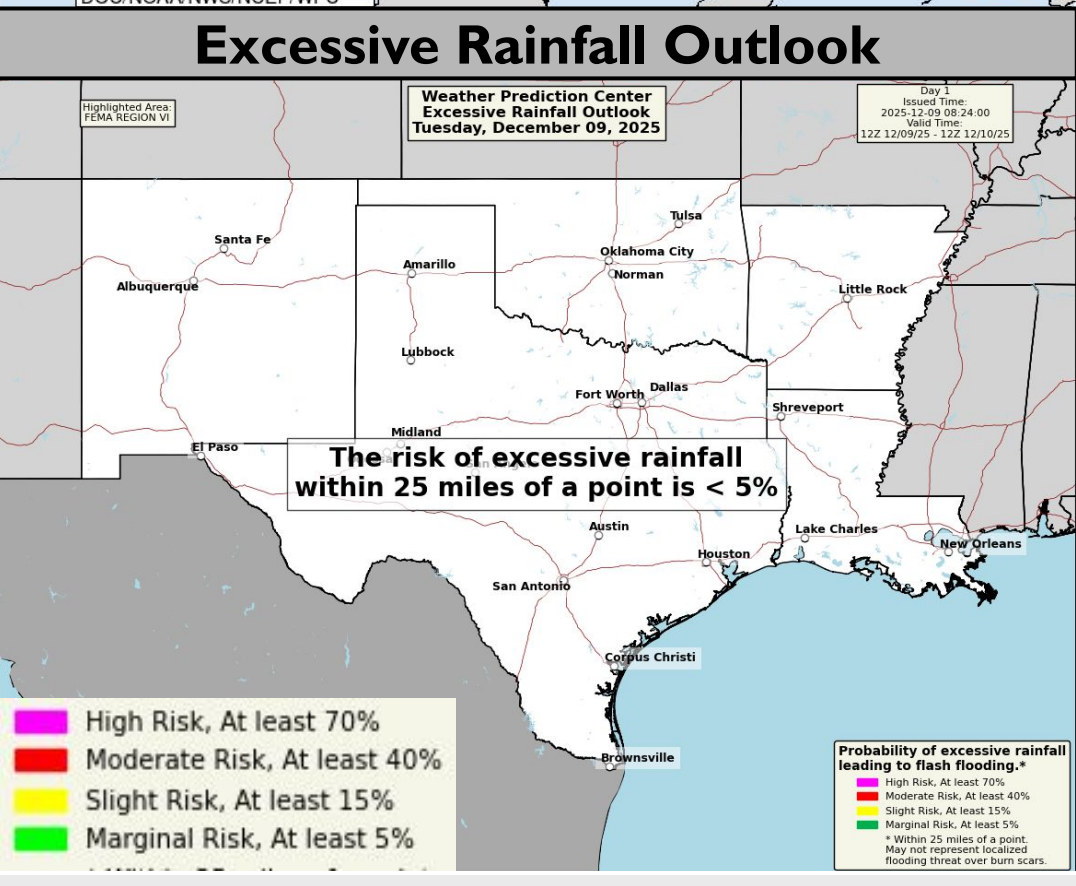 DOC/NOAA/NWS/NCEP/WPC
Excessive Rainfall Outlook
Highlighted Area:
FEMA REGION VI
Weather Prediction Center
Excessive Rainfall Outlook
Tuesday, December 09, 2025
Day 1
Issued Time:
2025-12-09 08:24:00
Valid Time:
12Z 12/09/25 - 12Z 12/10/25
Tulsa
Santa Fe
Oklahoma City
Amarillo
Norman
Albuquerque
Little Rock
Lubbock
Dallas
Fort Worth
Shreveport
Midland
El Paso
The risk of excessive rainfall
within 25 miles of a point is < 5%
Austin
Lake Charles
New Orleans
Houston
San Antonio
Corpus Christi
Brownsville
High Risk, At least 70%
Moderate Risk, At least 40%
Slight Risk, At least 15%
Marginal Risk, At least 5%
Probability of excessive rainfall
leading to flash flooding.*
High Risk, At least 70%
Moderate Risk, At least 40%
Slight Risk, At least 15%
Marginal Risk, At least 5%
* Within 25 miles of a point.
May not represent localized
flooding threat over burn scars.